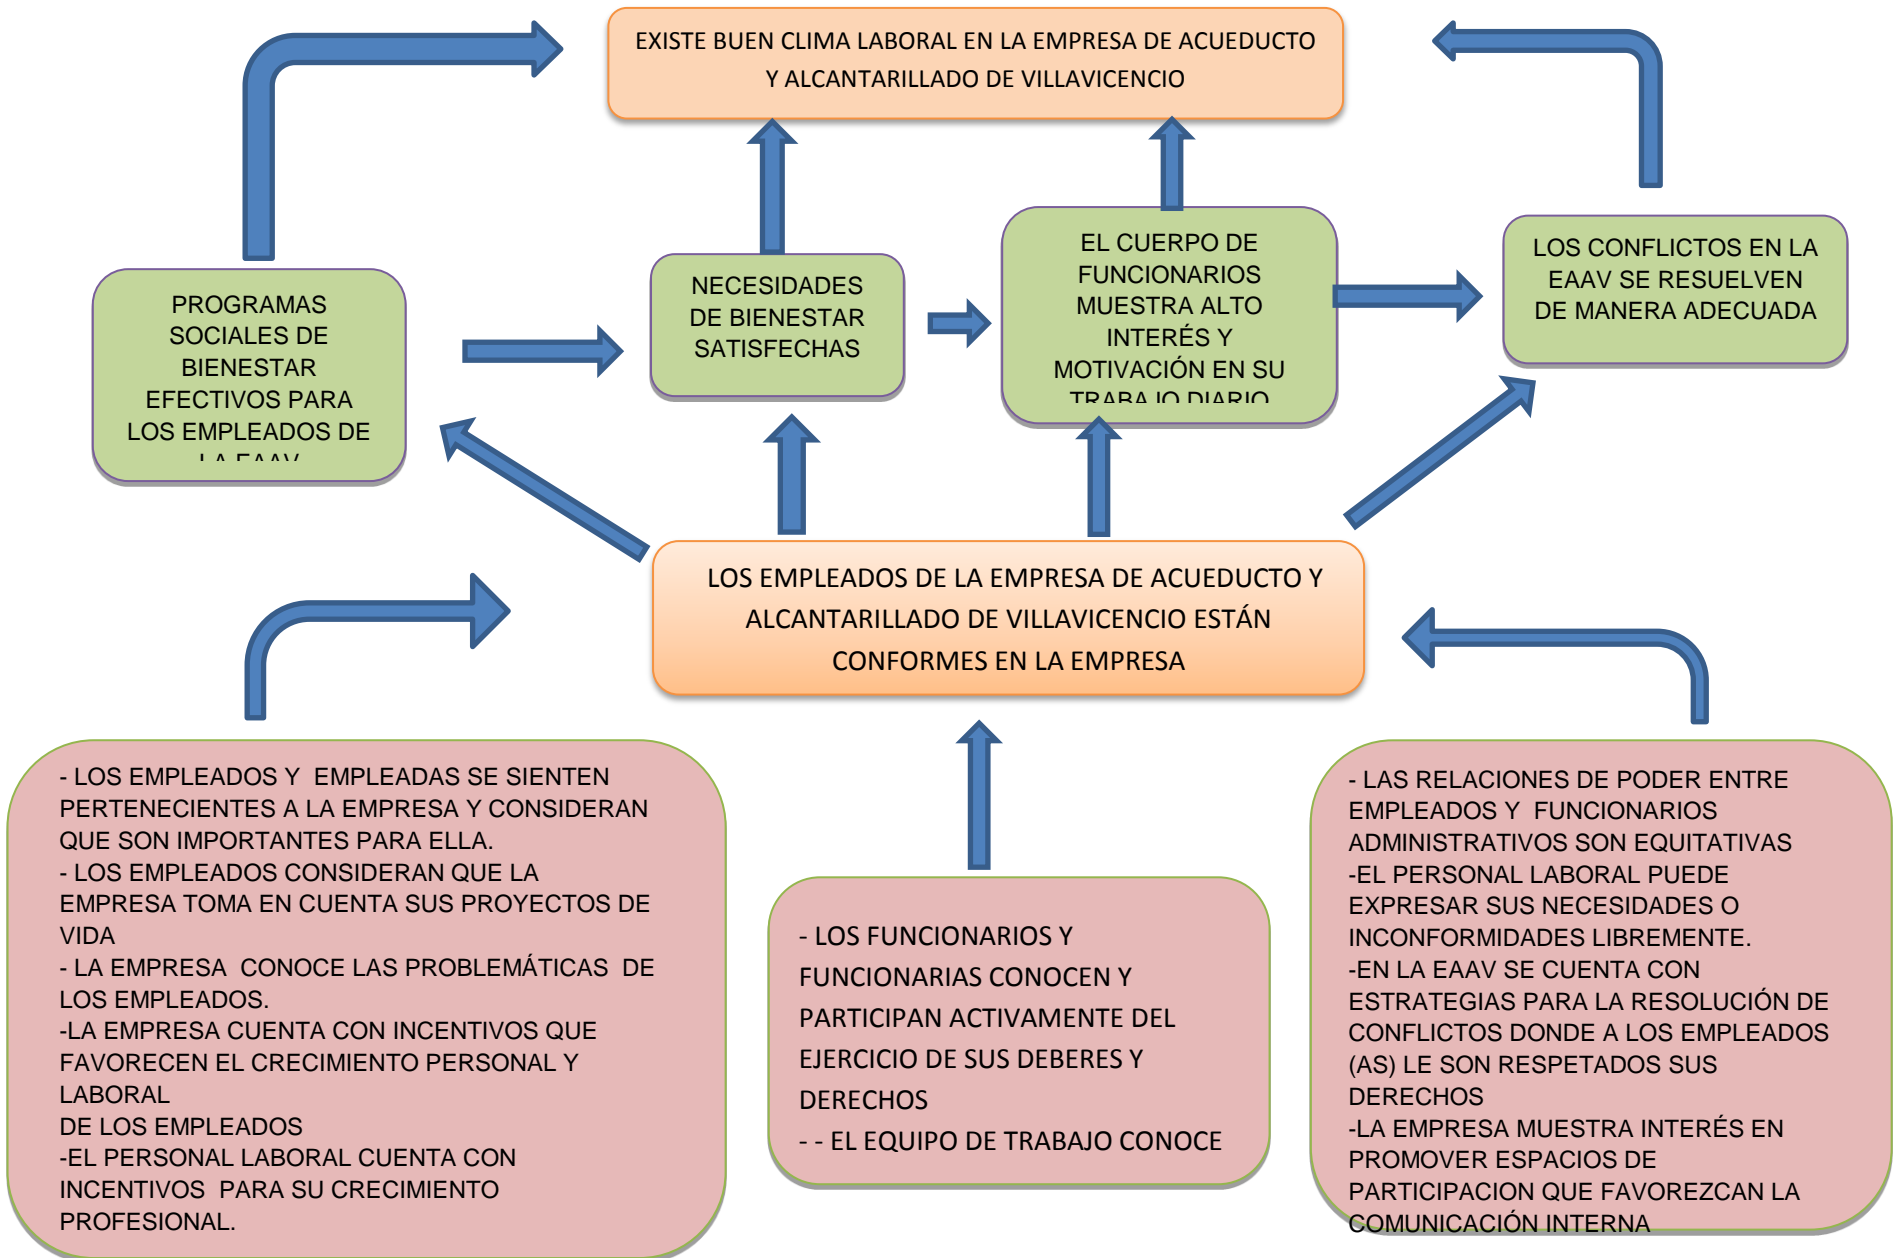 EXISTE BUEN CLIMA LABORAL EN LA EMPRESA DE ACUEDUCTO
Y ALCANTARILLADO DE VILLAVICENCIO
PROGRAMAS
SOCIALES DE
BIENESTAR
EFECTIVOS PARA
LOS EMPLEADOS DE
LA EAAV
NECESIDADES
DE BIENESTAR
SATISFECHAS
EL CUERPO DE
FUNCIONARIOS
MUESTRA ALTO
INTERÉS Y
MOTIVACIÓN EN SU
TRABAJO DIARIO
LOS CONFLICTOS EN LA
EAAV SE RESUELVEN
DE MANERA ADECUADA
LOS EMPLEADOS DE LA EMPRESA DE ACUEDUCTO Y
ALCANTARILLADO DE VILLAVICENCIO ESTÁN
CONFORMES EN LA EMPRESA
- LOS EMPLEADOS Y  EMPLEADAS SE SIENTEN
PERTENECIENTES A LA EMPRESA Y CONSIDERAN
QUE SON IMPORTANTES PARA ELLA.
- LOS EMPLEADOS CONSIDERAN QUE LA
EMPRESA TOMA EN CUENTA SUS PROYECTOS DE
VIDA
- LA EMPRESA  CONOCE LAS PROBLEMÁTICAS  DE
LOS EMPLEADOS.
-LA EMPRESA CUENTA CON INCENTIVOS QUE
FAVORECEN EL CRECIMIENTO PERSONAL Y
LABORAL
DE LOS EMPLEADOS
-EL PERSONAL LABORAL CUENTA CON
INCENTIVOS  PARA SU CRECIMIENTO
PROFESIONAL.
- LOS FUNCIONARIOS Y
FUNCIONARIAS CONOCEN Y
PARTICIPAN ACTIVAMENTE DEL
EJERCICIO DE SUS DEBERES Y
DERECHOS
- - EL EQUIPO DE TRABAJO CONOCE
- LAS RELACIONES DE PODER ENTRE
EMPLEADOS Y  FUNCIONARIOS
ADMINISTRATIVOS SON EQUITATIVAS
-EL PERSONAL LABORAL PUEDE
EXPRESAR SUS NECESIDADES O
INCONFORMIDADES LIBREMENTE.
-EN LA EAAV SE CUENTA CON
ESTRATEGIAS PARA LA RESOLUCIÓN DE
CONFLICTOS DONDE A LOS EMPLEADOS
(AS) LE SON RESPETADOS SUS
DERECHOS
-LA EMPRESA MUESTRA INTERÉS EN
PROMOVER ESPACIOS DE
PARTICIPACION QUE FAVOREZCAN LA
COMUNICACIÓN INTERNA